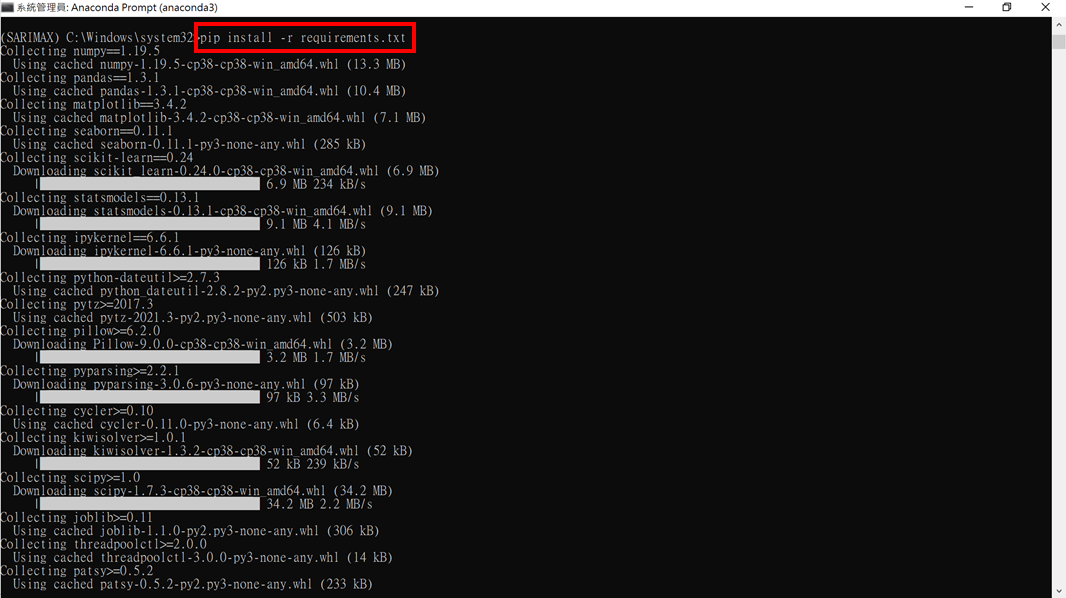 系統管理員: Anaconda Prompt (anaconda3)
(SARIMAX) C:\Windows\system32>pip install -r requirements.txt
Collecting numpy==1.19.5
  Using cached numpy-1.19.5-cp38-cp38-win_amd64.whl (13.3 MB)
Collecting pandas==1.3.1
  Using cached pandas-1.3.1-cp38-cp38-win_amd64.whl (10.4 MB)
Collecting matplotlib==3.4.2
  Using cached matplotlib-3.4.2-cp38-cp38-win_amd64.whl (7.1 MB)
Collecting seaborn==0.11.1
  Using cached seaborn-0.11.1-py3-none-any.whl (285 kB)
Collecting scikit-learn==0.24
  Downloading scikit_learn-0.24.0-cp38-cp38-win_amd64.whl (6.9 MB)
     | 6.9 MB 234 kB/s
Collecting statsmodels==0.13.1
  Downloading statsmodels-0.13.1-cp38-cp38-win_amd64.whl (9.1 MB)
     | 9.1 MB 4.1 MB/s
Collecting ipykernel==6.6.1
  Downloading ipykernel-6.6.1-py3-none-any.whl (126 kB)
     | 126 kB 1.7 MB/s
Collecting python-dateutil>=2.7.3
  Using cached python_dateutil-2.8.2-py2.py3-none-any.whl (247 kB)
Collecting pytz>=2017.3
  Using cached pytz-2021.3-py2.py3-none-any.whl (503 kB)
Collecting pillow>=6.2.0
  Downloading Pillow-9.0.0-cp38-cp38-win_amd64.whl (3.2 MB)
     | 3.2 MB 1.7 MB/s
Collecting pyparsing>=2.2.1
  Downloading pyparsing-3.0.6-py3-none-any.whl (97 kB)
     | 97 kB 3.3 MB/s
Collecting cycler>=0.10
  Using cached cycler-0.11.0-py3-none-any.whl (6.4 kB)
Collecting kiwisolver>=1.0.1
  Downloading kiwisolver-1.3.2-cp38-cp38-win_amd64.whl (52 kB)
     | 52 kB 239 kB/s
Collecting scipy>=1.0
  Downloading scipy-1.7.3-cp38-cp38-win_amd64.whl (34.2 MB)
     | 34.2 MB 2.2 MB/s
Collecting joblib>=0.11
  Using cached joblib-1.1.0-py2.py3-none-any.whl (306 kB)
Collecting threadpoolctl>=2.0.0
  Using cached threadpoolctl-3.0.0-py3-none-any.whl (14 kB)
Collecting patsy>=0.5.2
  Using cached patsy-0.5.2-py2.py3-none-any.whl (233 kB)